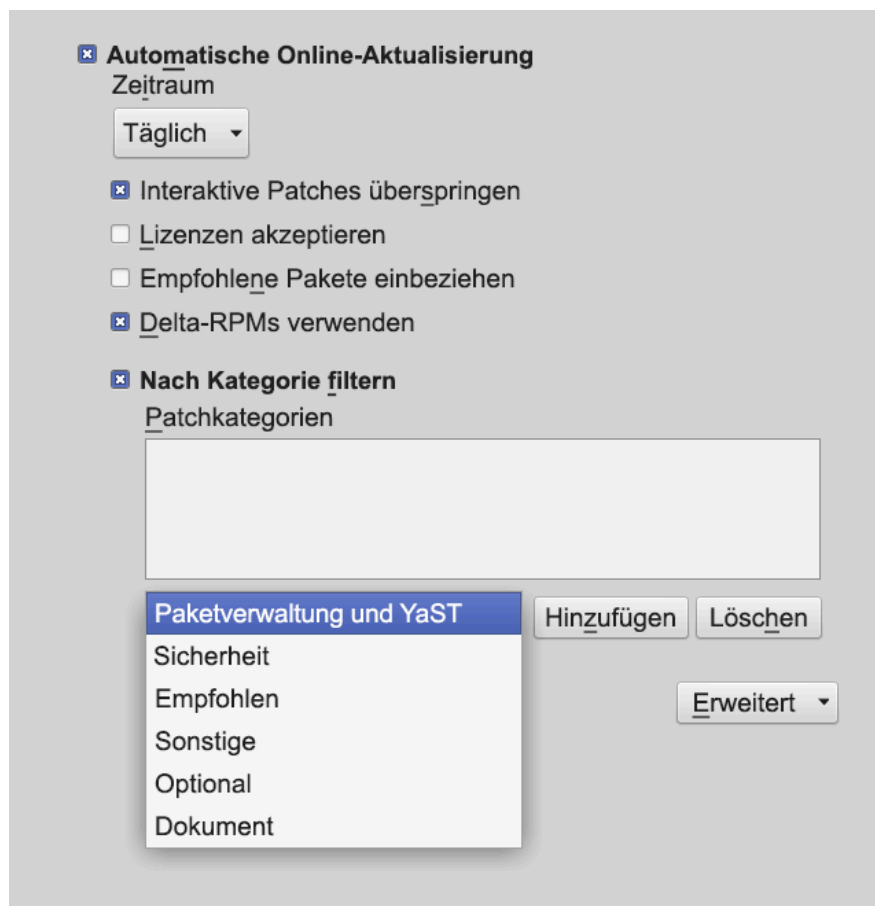 Automatische Online-Aktualisierung
Zeitraum
Täglich
Interaktive Patches überspringen
Lizenzen akzeptieren
Empfohlene Pakete einbeziehen
Delta-RPMs verwenden
Nach Kategorie filtern
Patchkategorien
Paketverwaltung und YaST
Hinzufügen
Löschen
Sicherheit
Empfohlen
Erweitert
Sonstige
Optional
Dokument